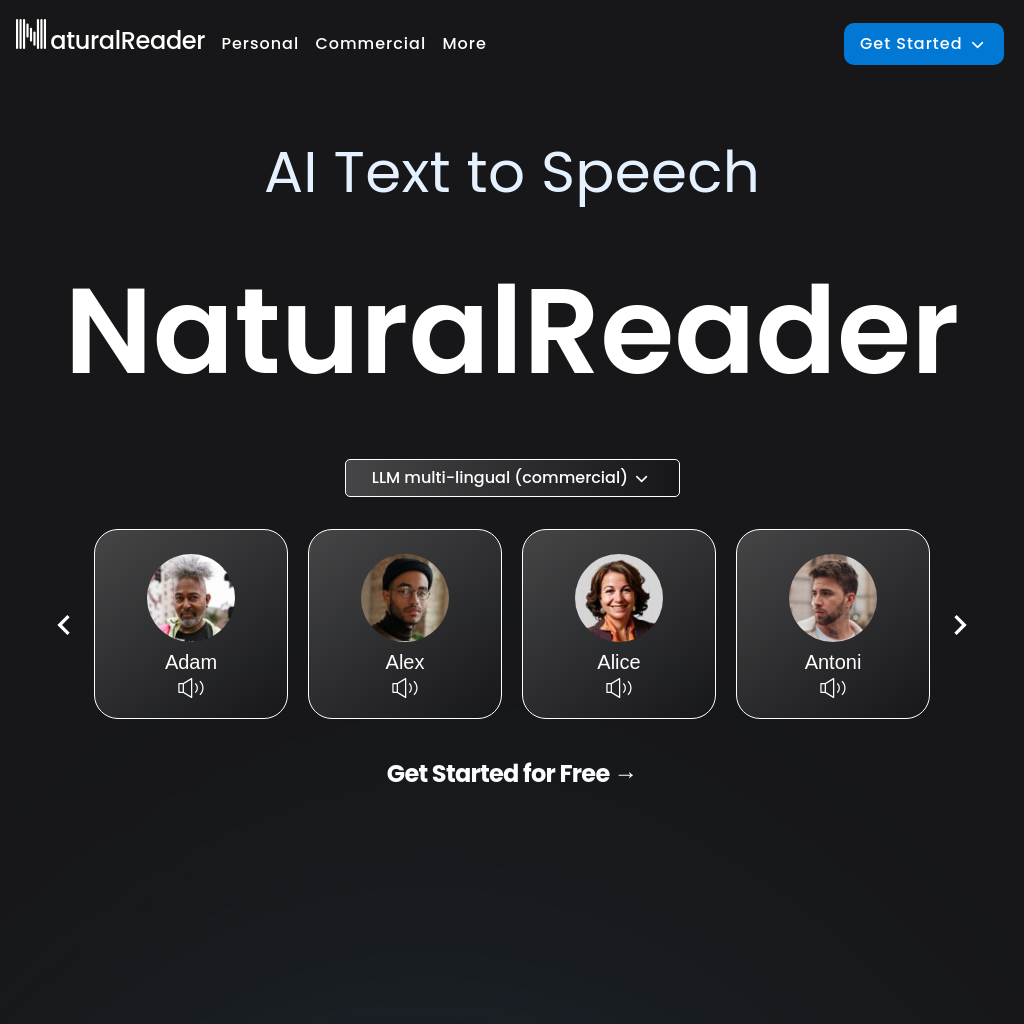 NaturalReader Personal Commercial More Get Started
AI Text to Speech
NaturalReader
LLM multi-lingual (commercial)
Adam Alex Alice Antoni
Get Started for Free →